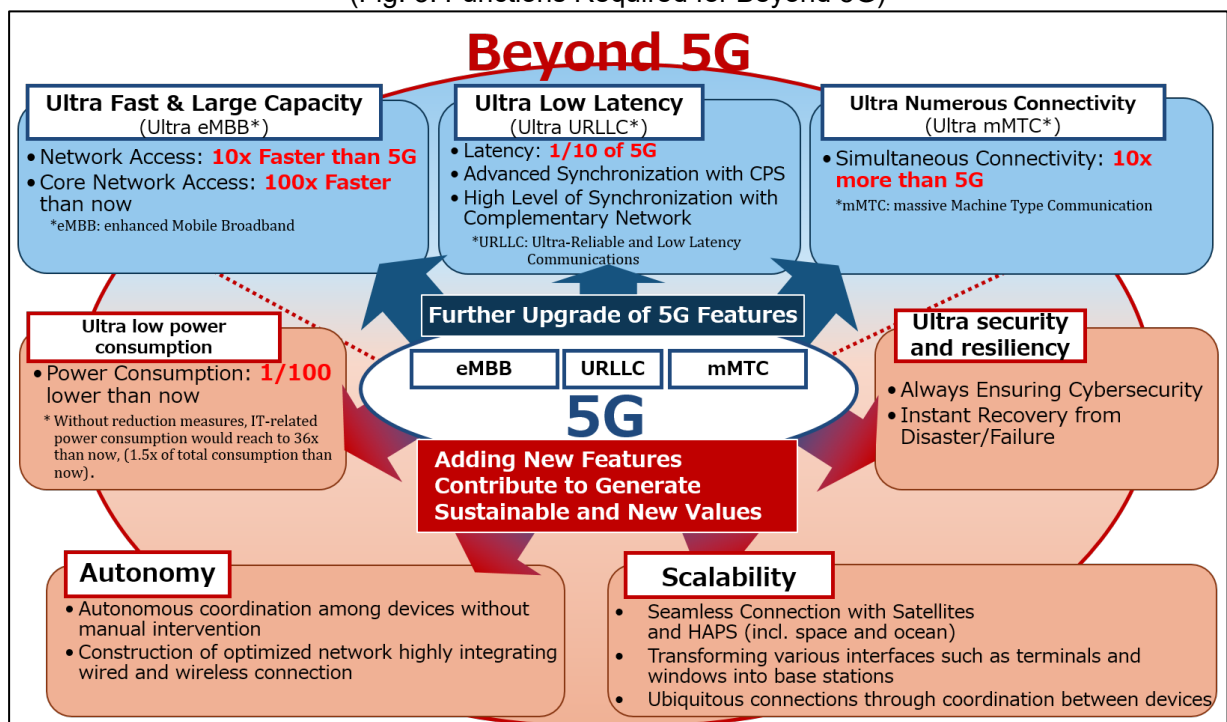 (Fig. 3: Functions Required for Beyond 5G)
Beyond 5G
Ultra Fast & Large Capacity
(Ultra eMBB*)
• Network Access: 10x Faster than 5G
• Core Network Access: 100x Faster
than now
*eMBB: enhanced Mobile Broadband
Ultra Low Latency
(Ultra URLLC*)
• Latency: 1/10 of 5G
• Advanced Synchronization with CPS
• High Level of Synchronization with
Complementary Network
*URLLC: Ultra-Reliable and Low Latency
Communications
Ultra Numerous Connectivity
(Ultra mMTC*)
• Simultaneous Connectivity: 10x
more than 5G
*mMTC: massive Machine Type Communication
Further Upgrade of 5G Features
eMBB
URLLC
mMTC
5G
Adding New Features
Contribute to Generate
Sustainable and New Values
Ultra low power
consumption
• Power Consumption: 1/100
lower than now
* Without reduction measures, IT-related
power consumption would reach to 36x
than now, (1.5x of total consumption than
now).
Ultra security
and resiliency
• Always Ensuring Cybersecurity
• Instant Recovery from
Disaster/Failure
Autonomy
• Autonomous coordination among devices without
manual intervention
• Construction of optimized network highly integrating
wired and wireless connection
Scalability
• Seamless Connection with Satellites
and HAPS (incl. space and ocean)
• Transforming various interfaces such as terminals and
windows into base stations
• Ubiquitous connections through coordination between devices